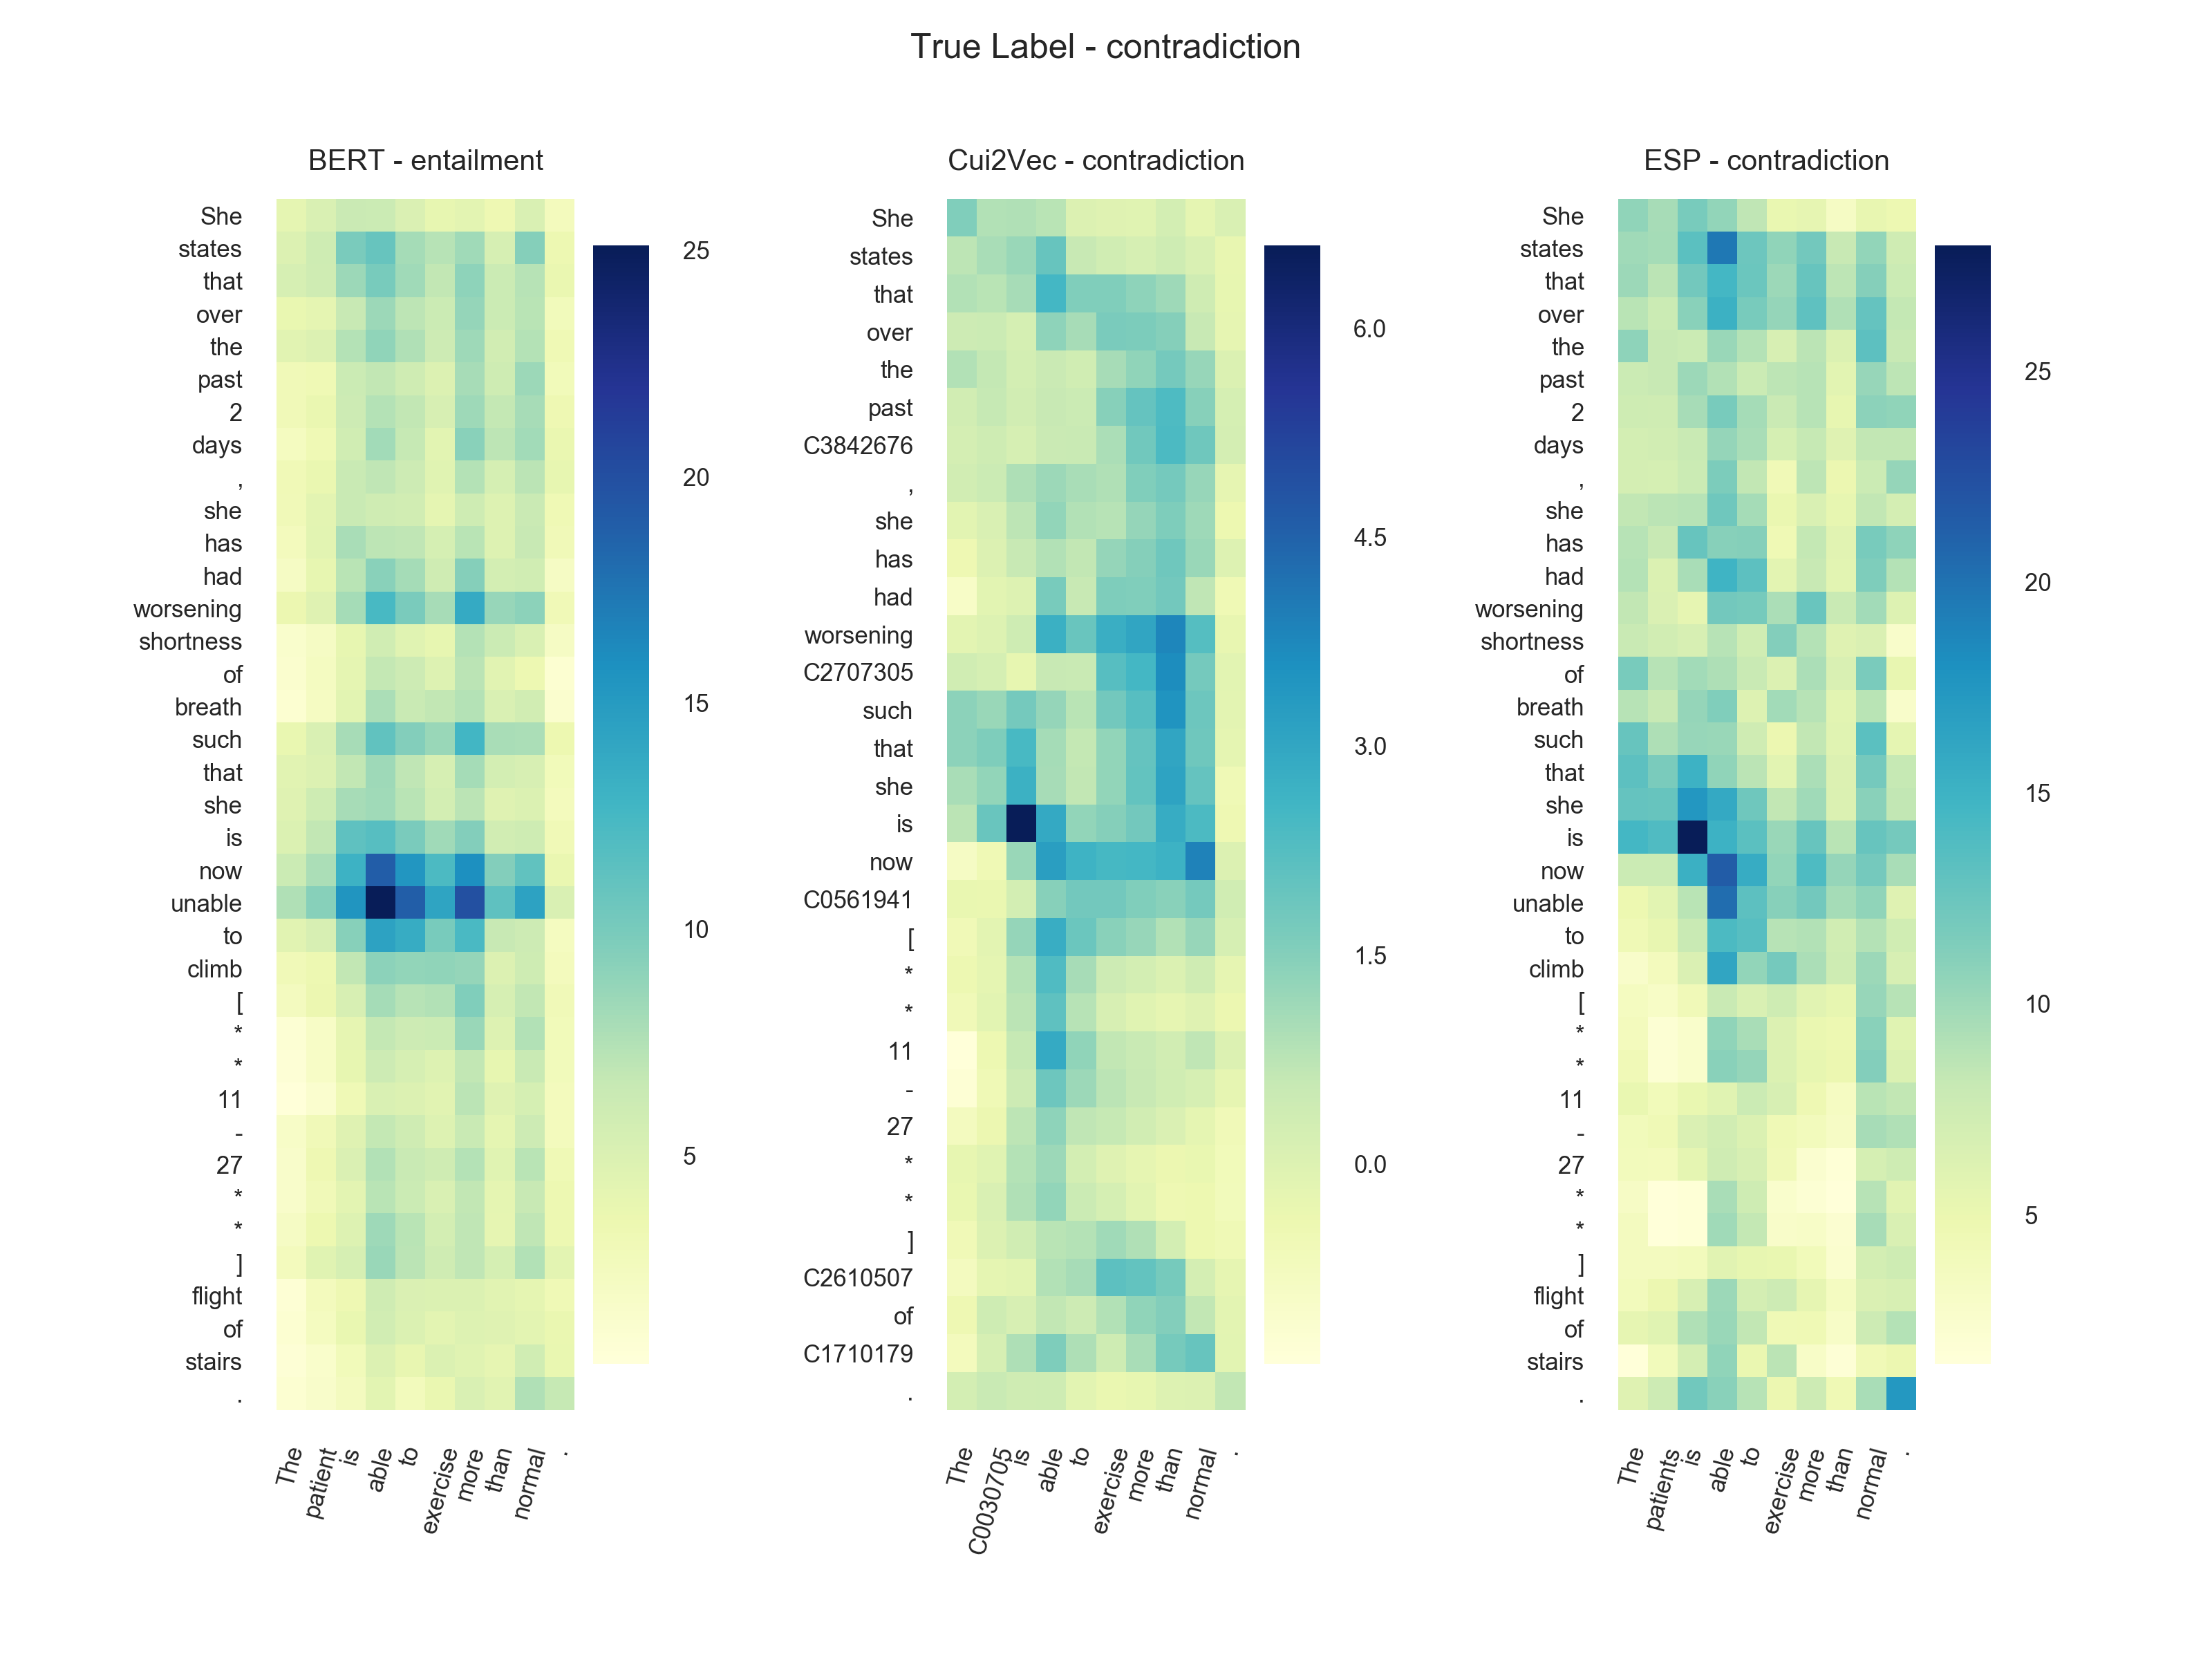 True Label - contradiction
BERT - entailment
She
states
that
over
the
past
2
days
,
she
has
had
worsening
shortness
of
breath
such
that
she
is
now
unable
to
climb
[
*
*
11
-
27
*
*
]
flight
of
stairs
.
The
patient
is
able
to
exercise
more
than
normal
.
25
20
15
10
5
Cui2Vec - contradiction
She
states
that
over
the
past
C3842676
,
she
has
had
worsening
C2707305
such
that
she
is
now
C0561941
[
*
*
11
-
27
*
*
]
C2610507
of
C1710179
.
The
C0030705
is
able
to
exercise
more
than
normal
.
6.0
4.5
3.0
1.5
0.0
ESP - contradiction
She
states
that
over
the
past
2
days
,
she
has
had
worsening
shortness
of
breath
such
that
she
is
now
unable
to
climb
[
*
*
11
-
27
*
*
]
flight
of
stairs
.
The
patients
is
able
to
exercise
more
than
normal
.
25
20
15
10
5